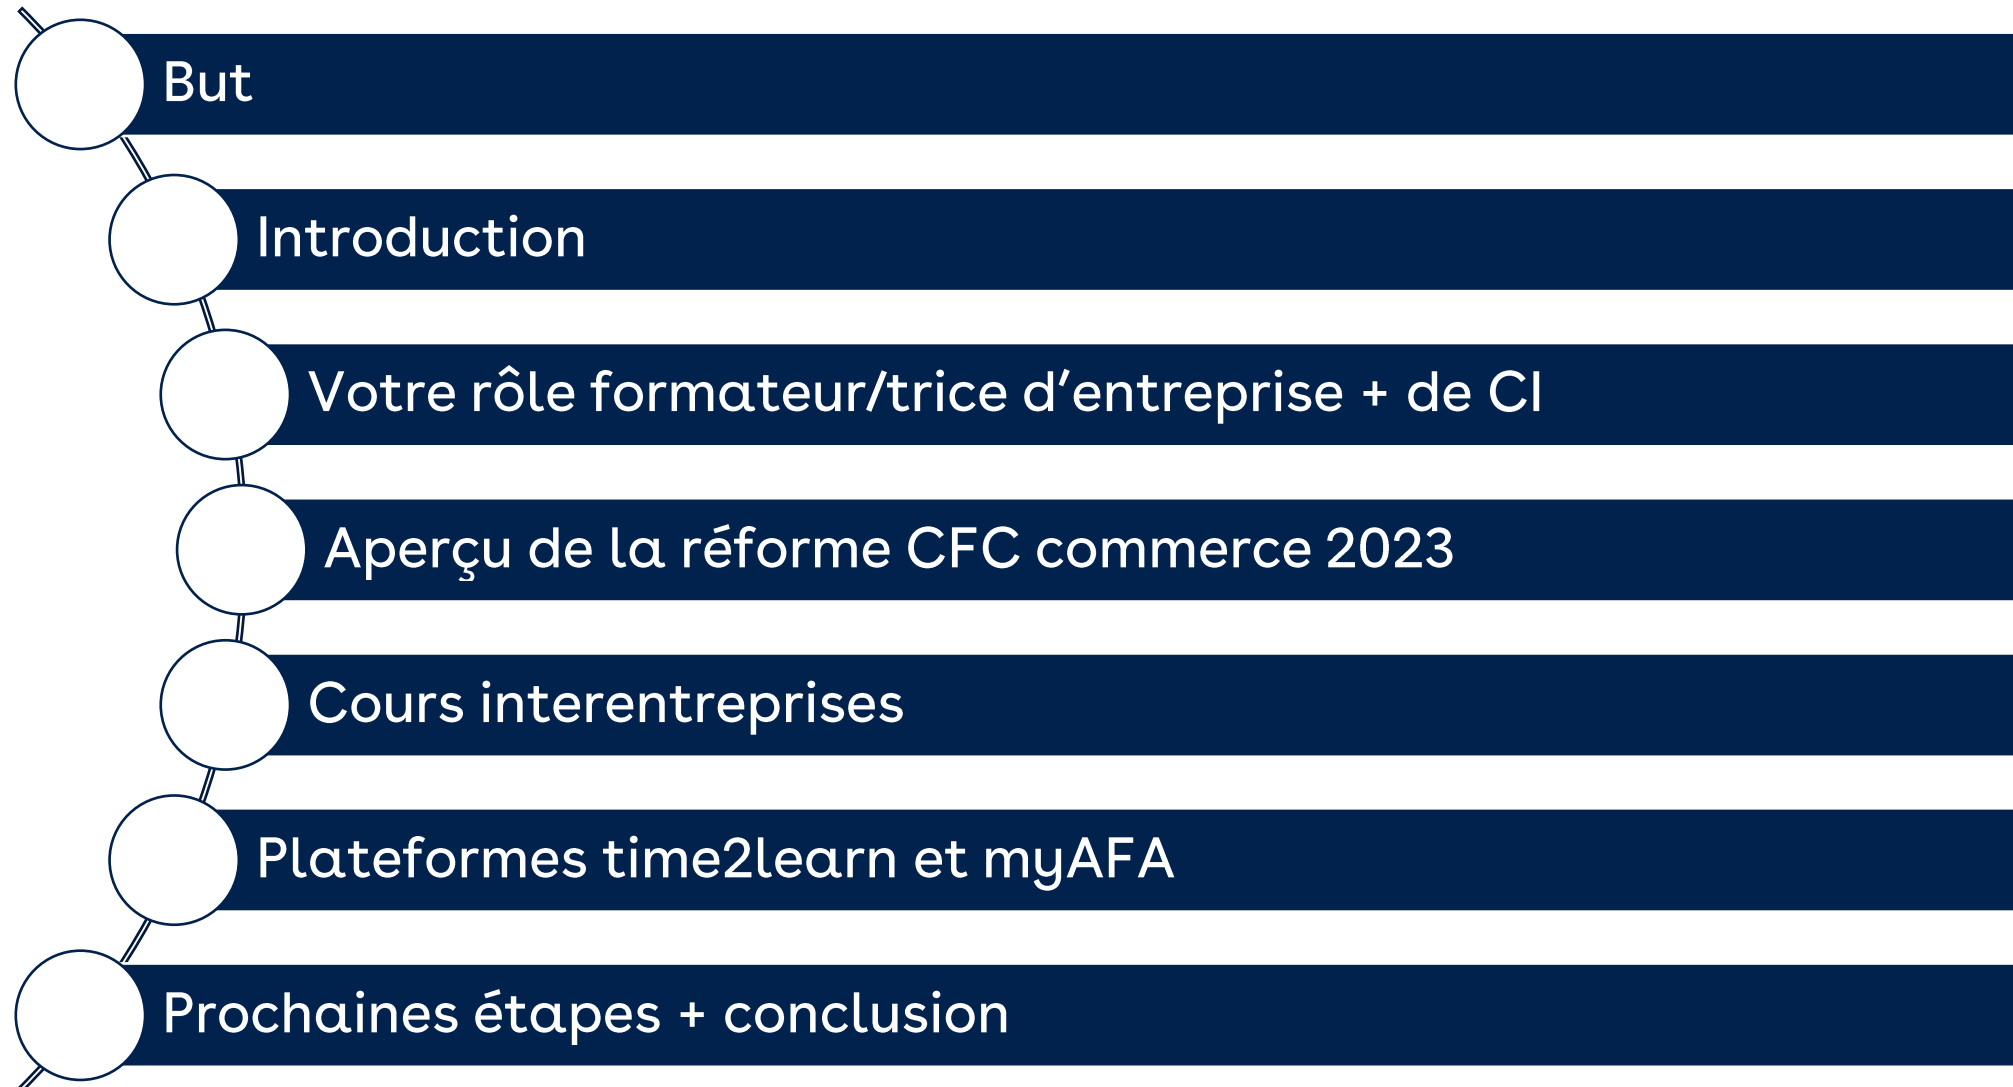 But
Introduction
Votre rôle formateur/trice d’entreprise + de CI
Aperçu de la réforme CFC commerce 2023
Cours interentreprises
Plateformes time2learn et myAFA
Prochaines étapes + conclusion